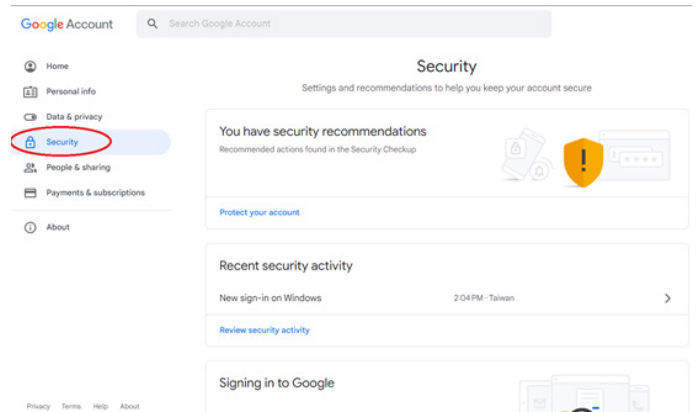 Google Account
Search Google Account
Home
Personal info
Data & privacy
Security
People & sharing
Payments & subscriptions
About
Security
Settings and recommendations to help you keep your account secure
You have security recommendations
Recommended actions found in the Security Checkup
Protect your account
Recent security activity
New sign-in on Windows 2:04 PM · Taiwan
Review security activity
Signing in to Google
Privacy Terms Help About